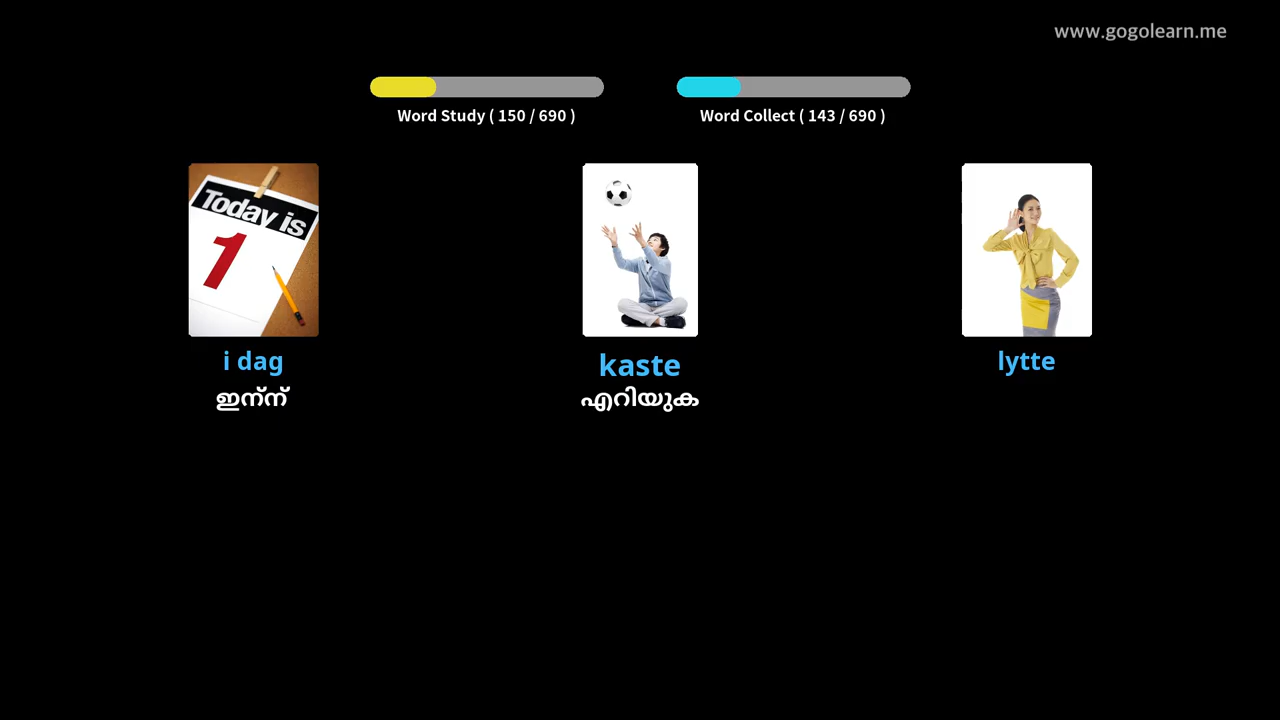 www.gogolearn.me
Word Study ( 150 / 690 )
Word Collect ( 143 / 690 )
Today is
1
i dag
kaste
lytte
ഇന്ന്
എറിയുക